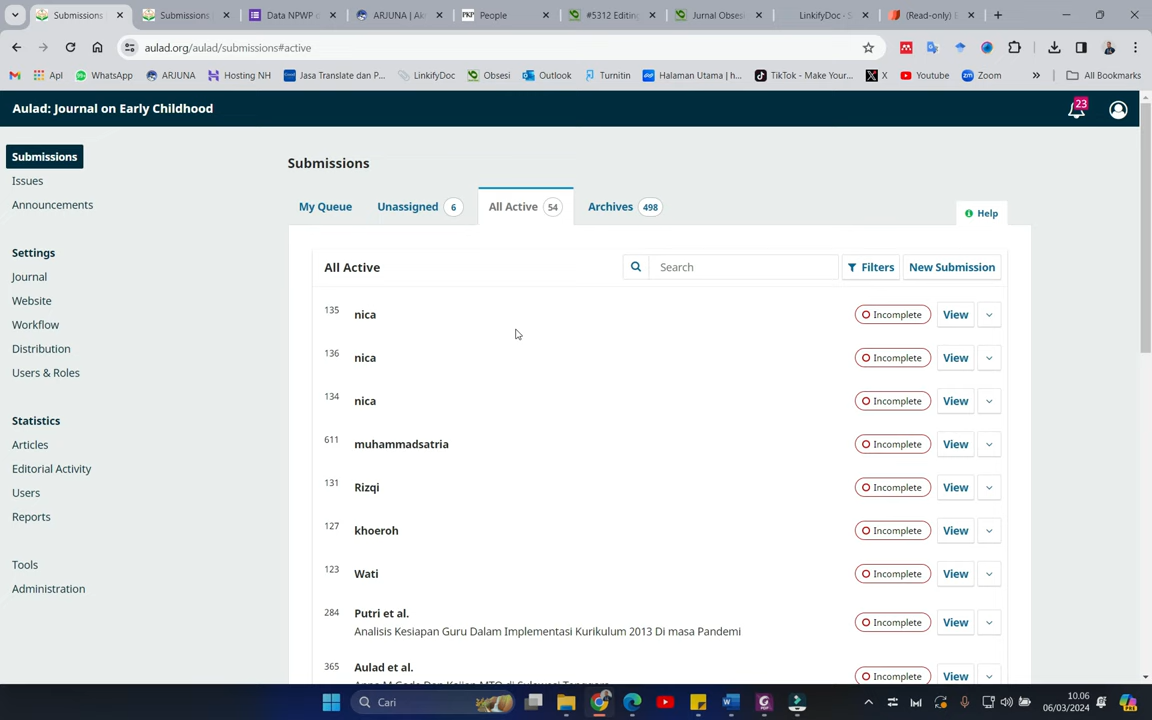 Submissions
Submissions
Data NPWP d
ARJUNA | Ak
PKP People
#5312 Editing
Jurnal Obsesi
LinkifyDoc - S
(Read-only) E
aulad.org/aulad/submissions#active
Apl
WhatsApp
ARJUNA
Hosting NH
Jasa Translate dan P...
LinkifyDoc
Obsesi
Outlook
Turnitin
Halaman Utama | h...
TikTok - Make Your...
X
Youtube
Zoom
All Bookmarks
Aulad: Journal on Early Childhood
23
Submissions
Issues
Announcements
Settings
Journal
Website
Workflow
Distribution
Users & Roles
Statistics
Articles
Editorial Activity
Users
Reports
Tools
Administration
Submissions
My Queue
Unassigned 6
All Active 54
Archives 498
Help
All Active
Search
Filters
New Submission
135 nica Incomplete View
136 nica Incomplete View
134 nica Incomplete View
611 muhammadsatria Incomplete View
131 Rizqi Incomplete View
127 khoeroh Incomplete View
123 Wati Incomplete View
284 Putri et al. Incomplete View
Analisis Kesiapan Guru Dalam Implementasi Kurikulum 2013 Di masa Pandemi
365 Aulad et al. Incomplete View
Cari
10.06
06/03/2024